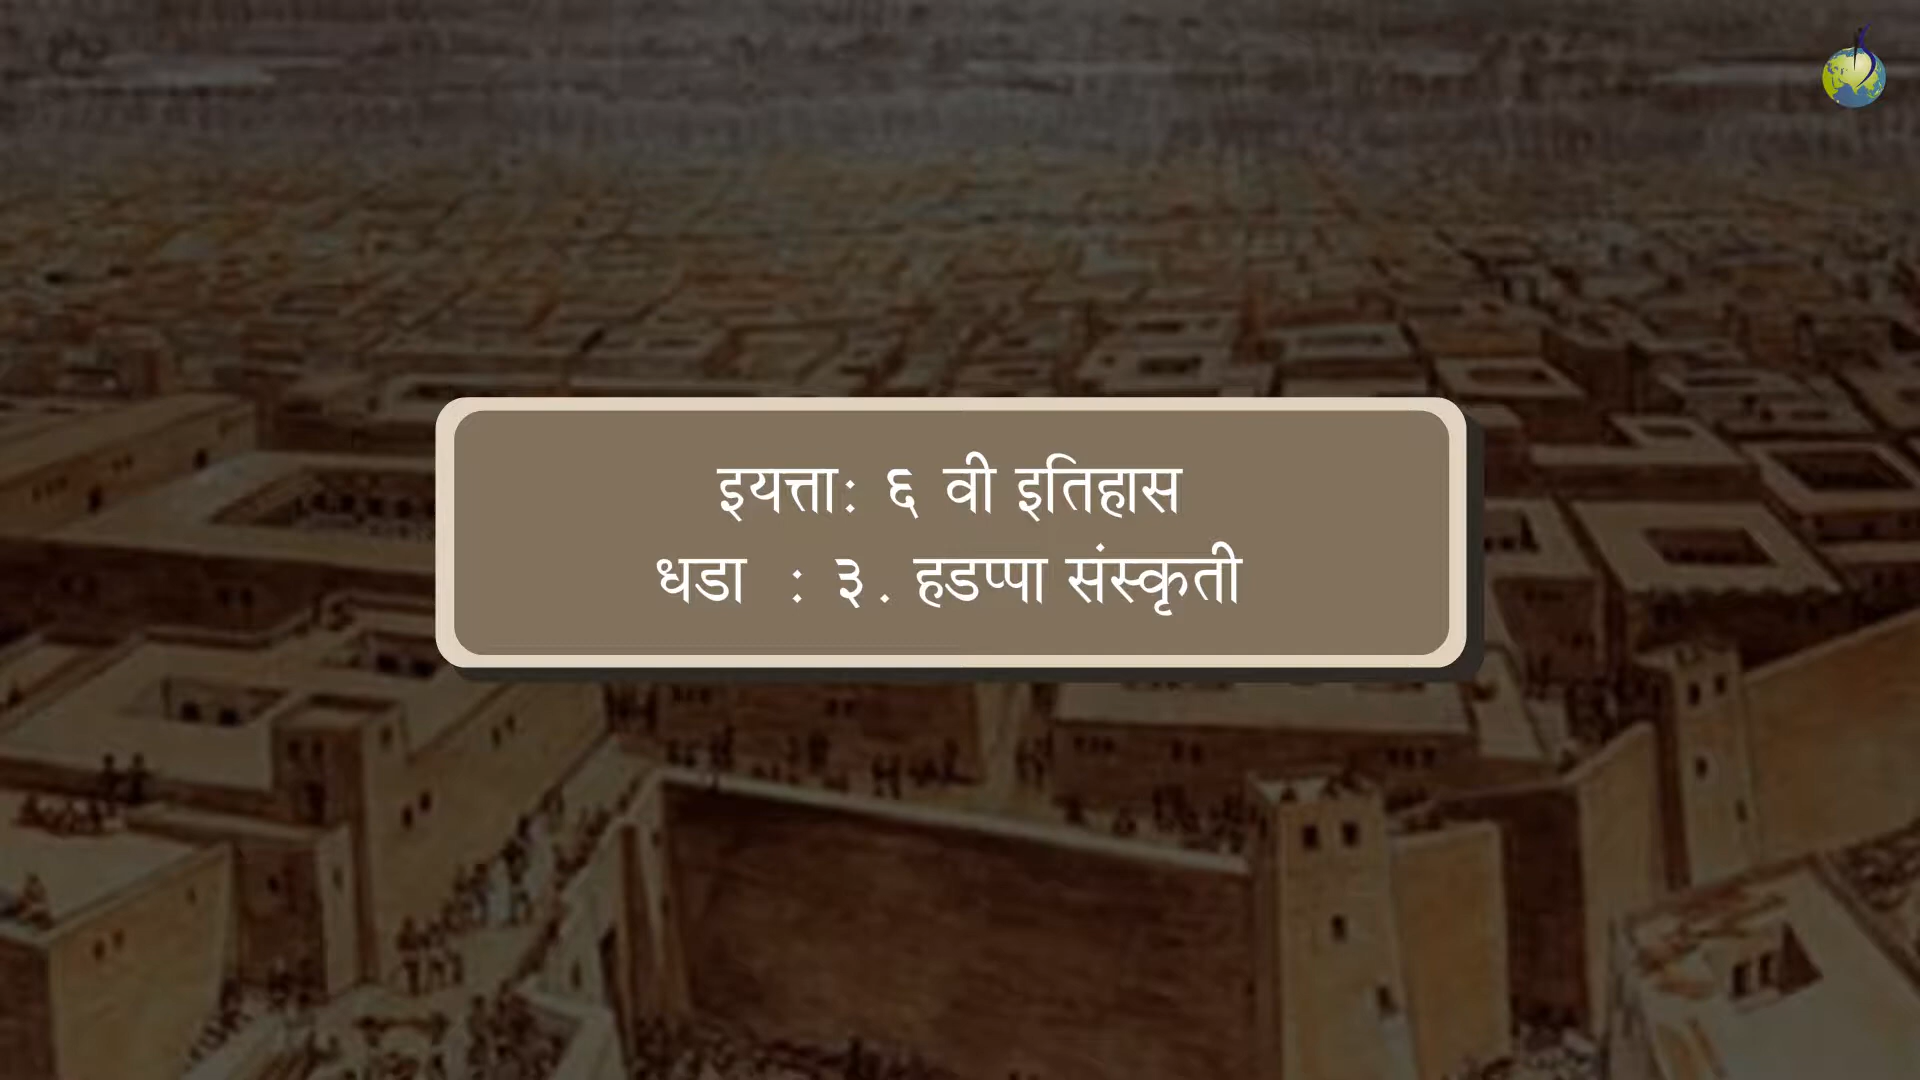 इयत्ताः ६ वी इतिहास
धडा : ३. हडप्पा संस्कृती